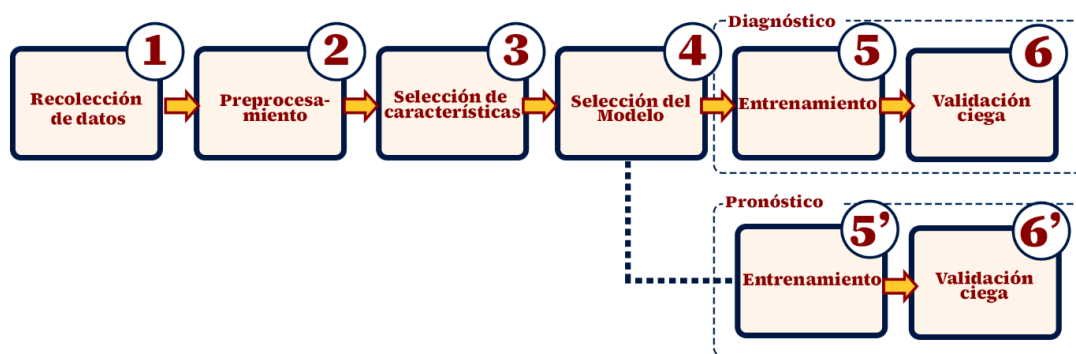 Diagnóstico
1
2
3
4
5
6
Recolección
de datos
Preprocesa-
miento
Selección de
características
Selección del
Modelo
Entrenamiento
Validación
ciega
Pronóstico
5’
6’
Entrenamiento
Validación
ciega